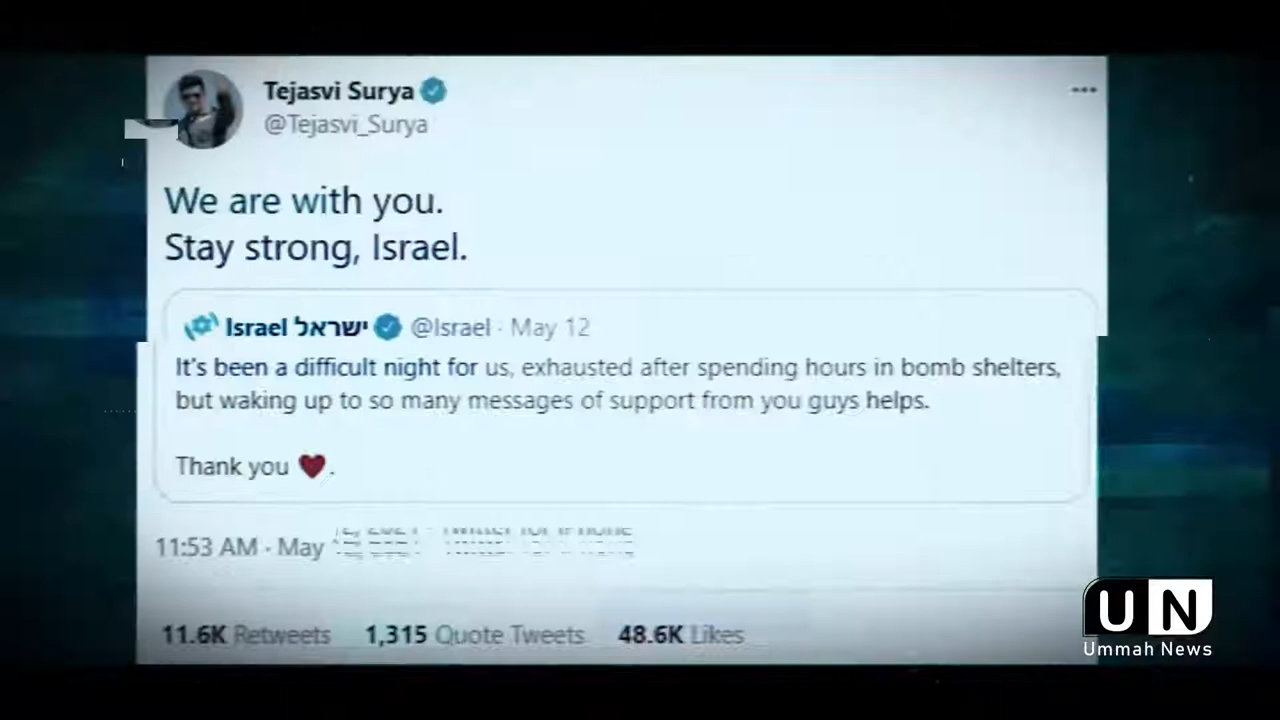 Tejasvi Surya
@Tejasvi_Surya
We are with you.
Stay strong, Israel.
Israel ישראל @Israel · May 12
It's been a difficult night for us, exhausted after spending hours in bomb shelters,
but waking up to so many messages of support from you guys helps.
Thank you ❤.
11:53 AM · May
11.6K Retweets 1,315 Quote Tweets 48.6K Likes
UN
Ummah News